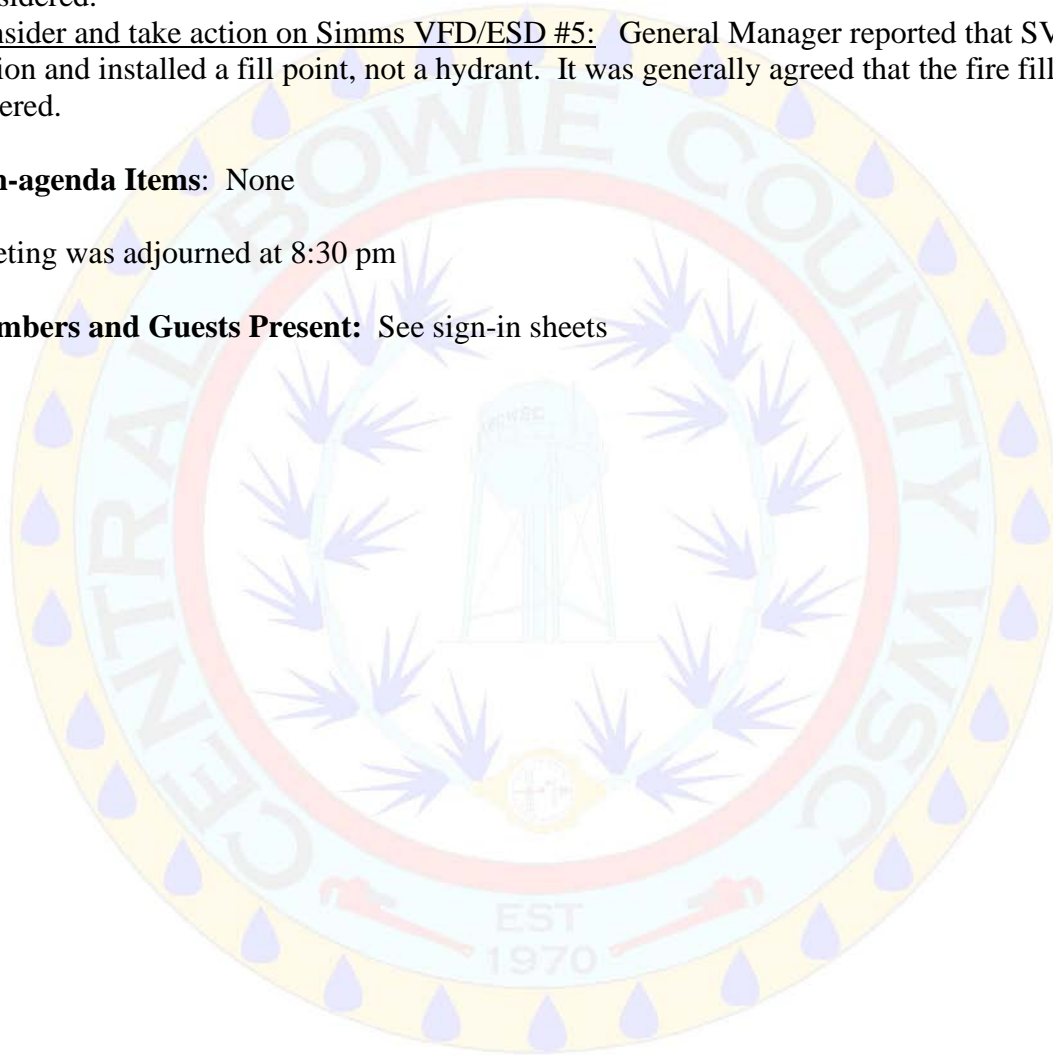 sidered.
nsider and take action on Simms VFD/ESD #5: General Manager reported that SV
ion and installed a fill point, not a hydrant. It was generally agreed that the fire fill
ered.
n-agenda Items: None
eting was adjourned at 8:30 pm
mbers and Guests Present: See sign-in sheets
CENTRAL BOWIE COUNTY WSC
CBCWSC
EST
1970